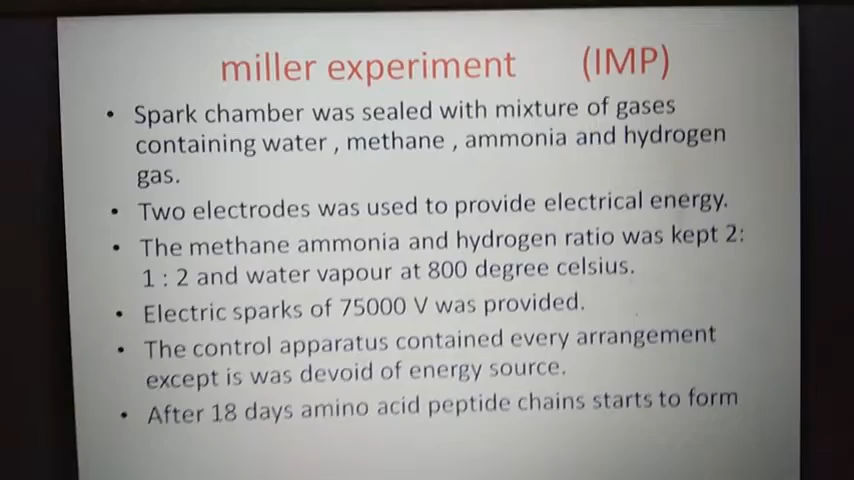 miller experiment (IMP)
• Spark chamber was sealed with mixture of gases
containing water , methane , ammonia and hydrogen
gas.
• Two electrodes was used to provide electrical energy.
• The methane ammonia and hydrogen ratio was kept 2:
1 : 2 and water vapour at 800 degree celsius.
• Electric sparks of 75000 V was provided.
• The control apparatus contained every arrangement
except is was devoid of energy source.
• After 18 days amino acid peptide chains starts to form